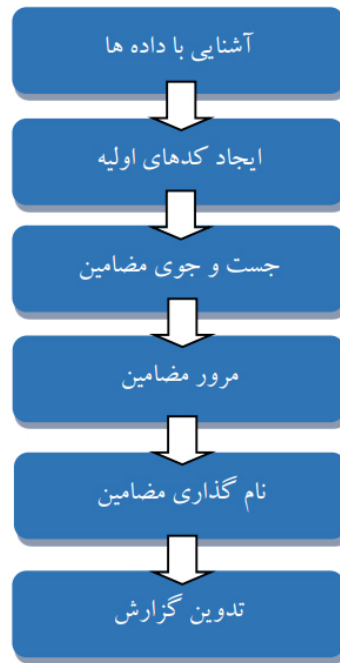 آشنایی با داده ها
ایجاد کدهای اولیه
جست و جوی مضامین
مرور مضامین
نام گذاری مضامین
تدوین گزارش